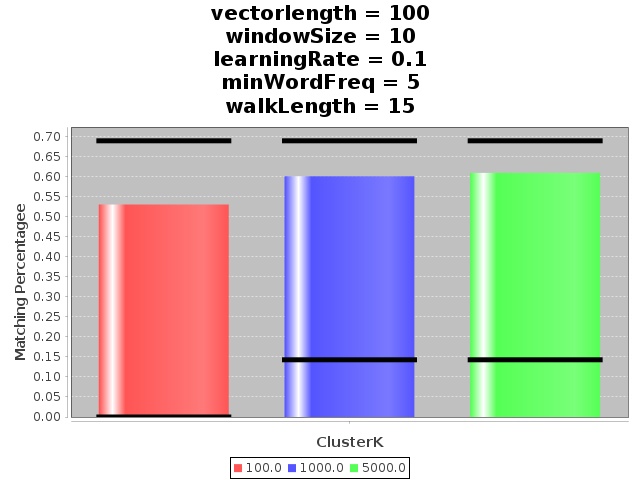 vectorlength = 100
windowSize = 10
learningRate = 0.1
minWordFreq = 5
walkLength = 15
0.70
0.65
0.60
0.55
0.50
0.45
0.40
0.35
0.30
0.25
0.20
0.15
0.10
0.05
0.00
Matching Percentagee
ClusterK
100.0 1000.0 5000.0